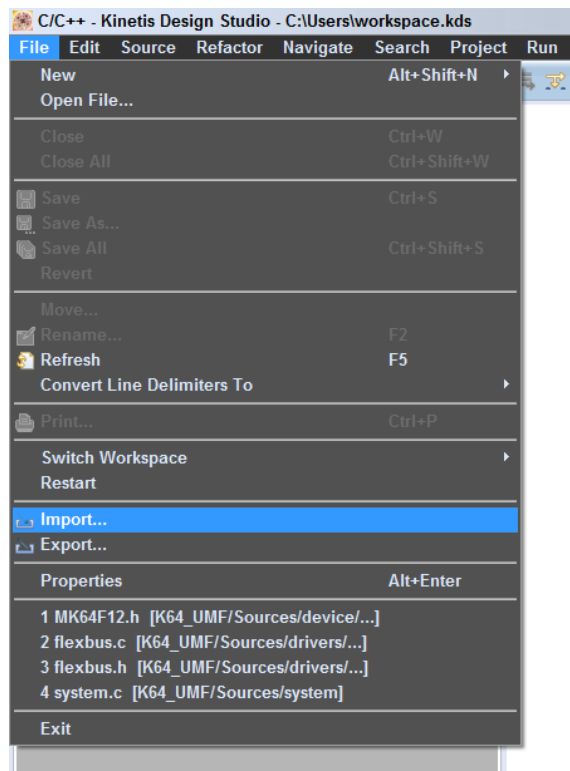 C/C++ - Kinetis Design Studio - C:\Users\workspace.kds
File Edit Source Refactor Navigate Search Project Run
New Alt+Shift+N
Open File...
Close Ctrl+W
Close All Ctrl+Shift+W
Save Ctrl+S
Save As...
Save All Ctrl+Shift+S
Revert
Move...
Rename... F2
Refresh F5
Convert Line Delimiters To
Print... Ctrl+P
Switch Workspace
Restart
Import...
Export...
Properties Alt+Enter
1 MK64F12.h [K64_UMF/Sources/device/...]
2 flexbus.c [K64_UMF/Sources/drivers/...]
3 flexbus.h [K64_UMF/Sources/drivers/...]
4 system.c [K64_UMF/Sources/system]
Exit